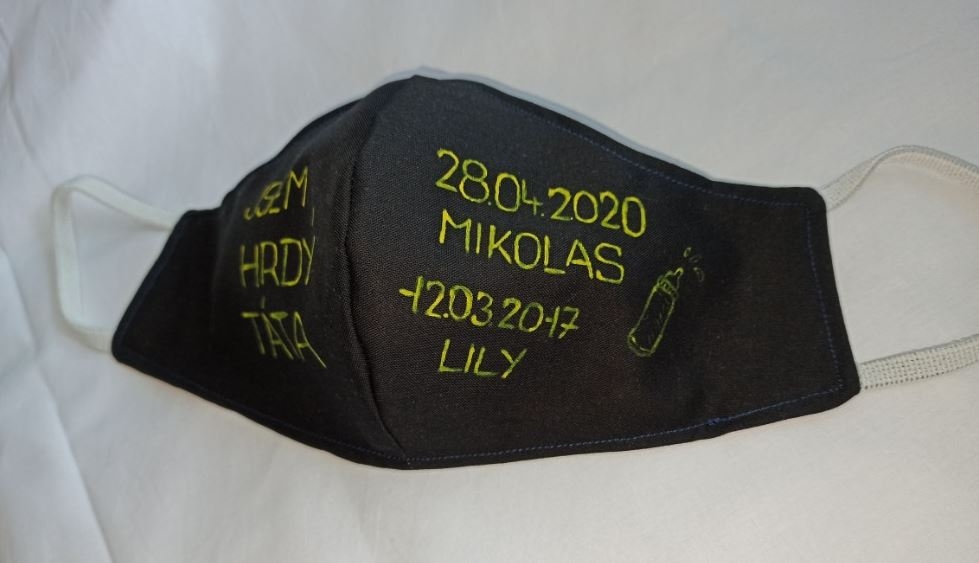 JSEM
HRDÝ
TÁTA
28.04.2020
MIKOLAS
12.03.2017
LILY